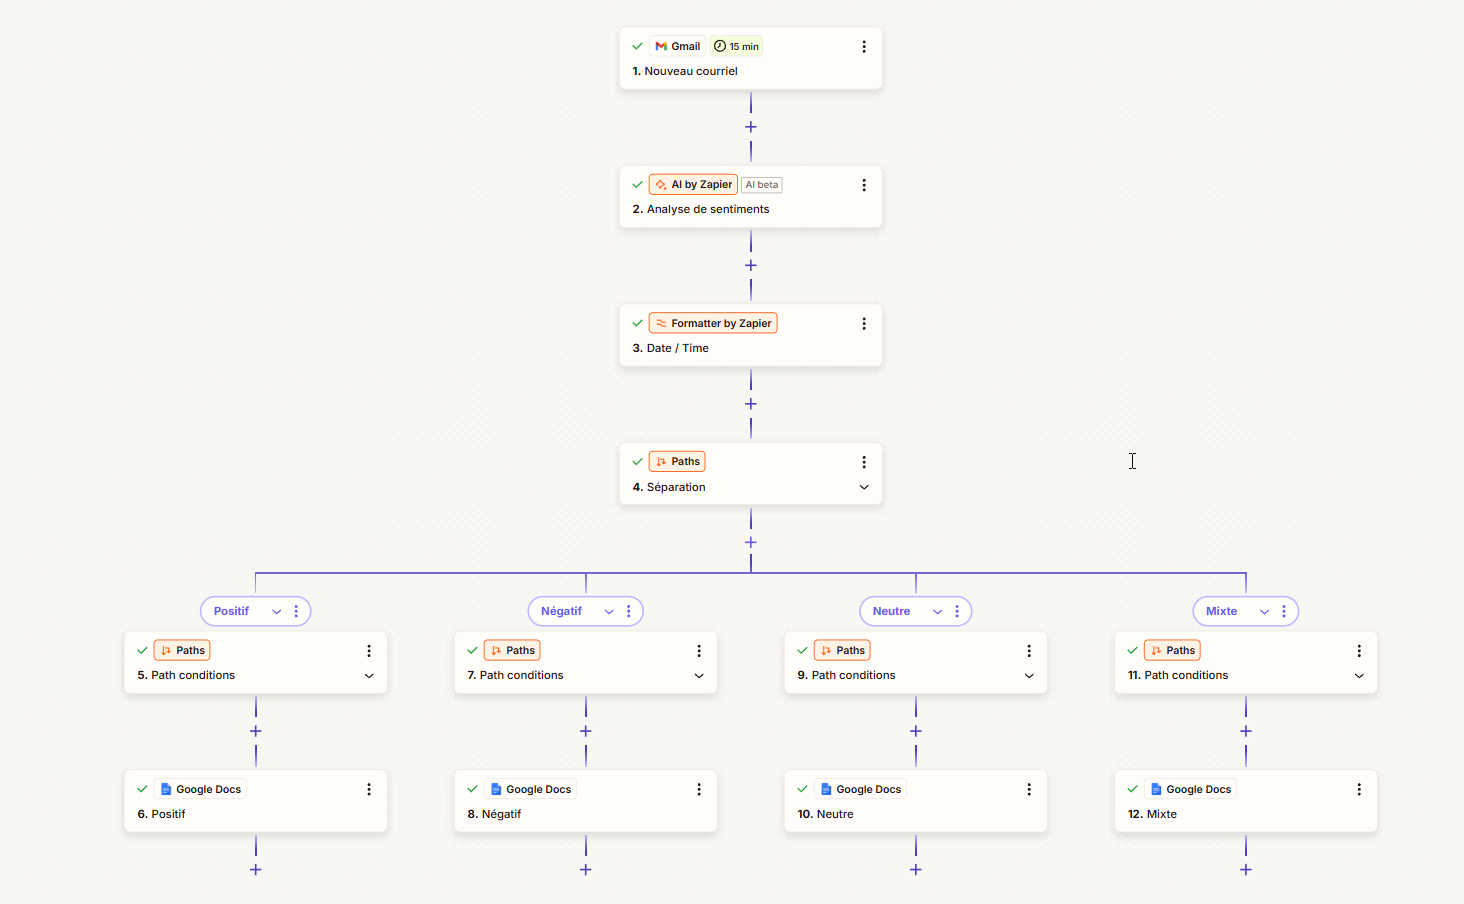 Gmail 15 min
1. Nouveau courriel
AI by Zapier AI beta
2. Analyse de sentiments
Formatter by Zapier
3. Date / Time
Paths
4. Séparation
Positif Négatif Neutre Mixte
Paths Paths Paths Paths
5. Path conditions 7. Path conditions 9. Path conditions 11. Path conditions
Google Docs Google Docs Google Docs Google Docs
6. Positif 8. Négatif 10. Neutre 12. Mixte